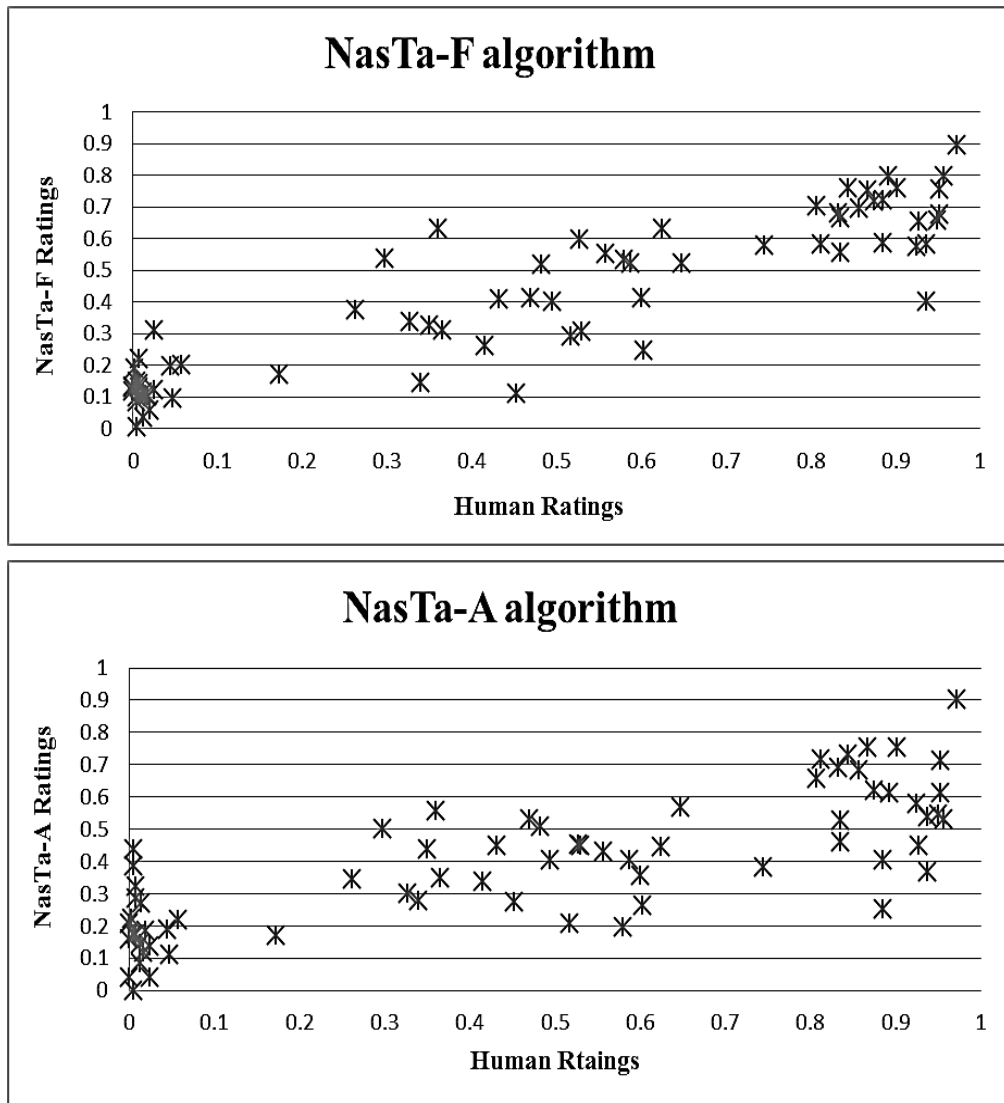 NasTa-F algorithm
1
0.9
0.8
0.7
0.6
0.5
0.4
0.3
0.2
0.1
0
NasTa-F Ratings
0 0.1 0.2 0.3 0.4 0.5 0.6 0.7 0.8 0.9 1
Human Ratings
NasTa-A algorithm
1
0.9
0.8
0.7
0.6
0.5
0.4
0.3
0.2
0.1
0
NasTa-A Ratings
0 0.1 0.2 0.3 0.4 0.5 0.6 0.7 0.8 0.9 1
Human Rtaings